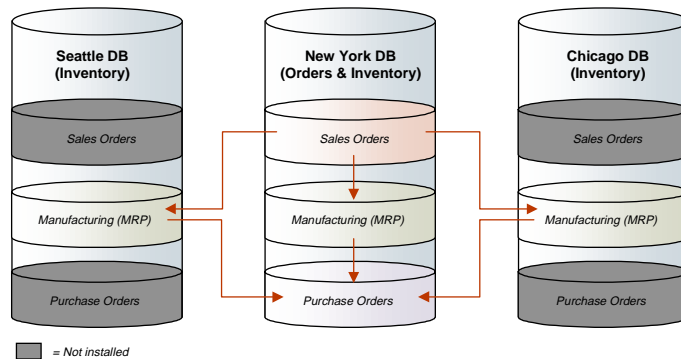 Seattle DB
(Inventory)
New York DB
(Orders & Inventory)
Chicago DB
(Inventory)
Sales Orders
Sales Orders
Sales Orders
Manufacturing (MRP)
Manufacturing (MRP)
Manufacturing (MRP)
Purchase Orders
Purchase Orders
Purchase Orders
= Not installed